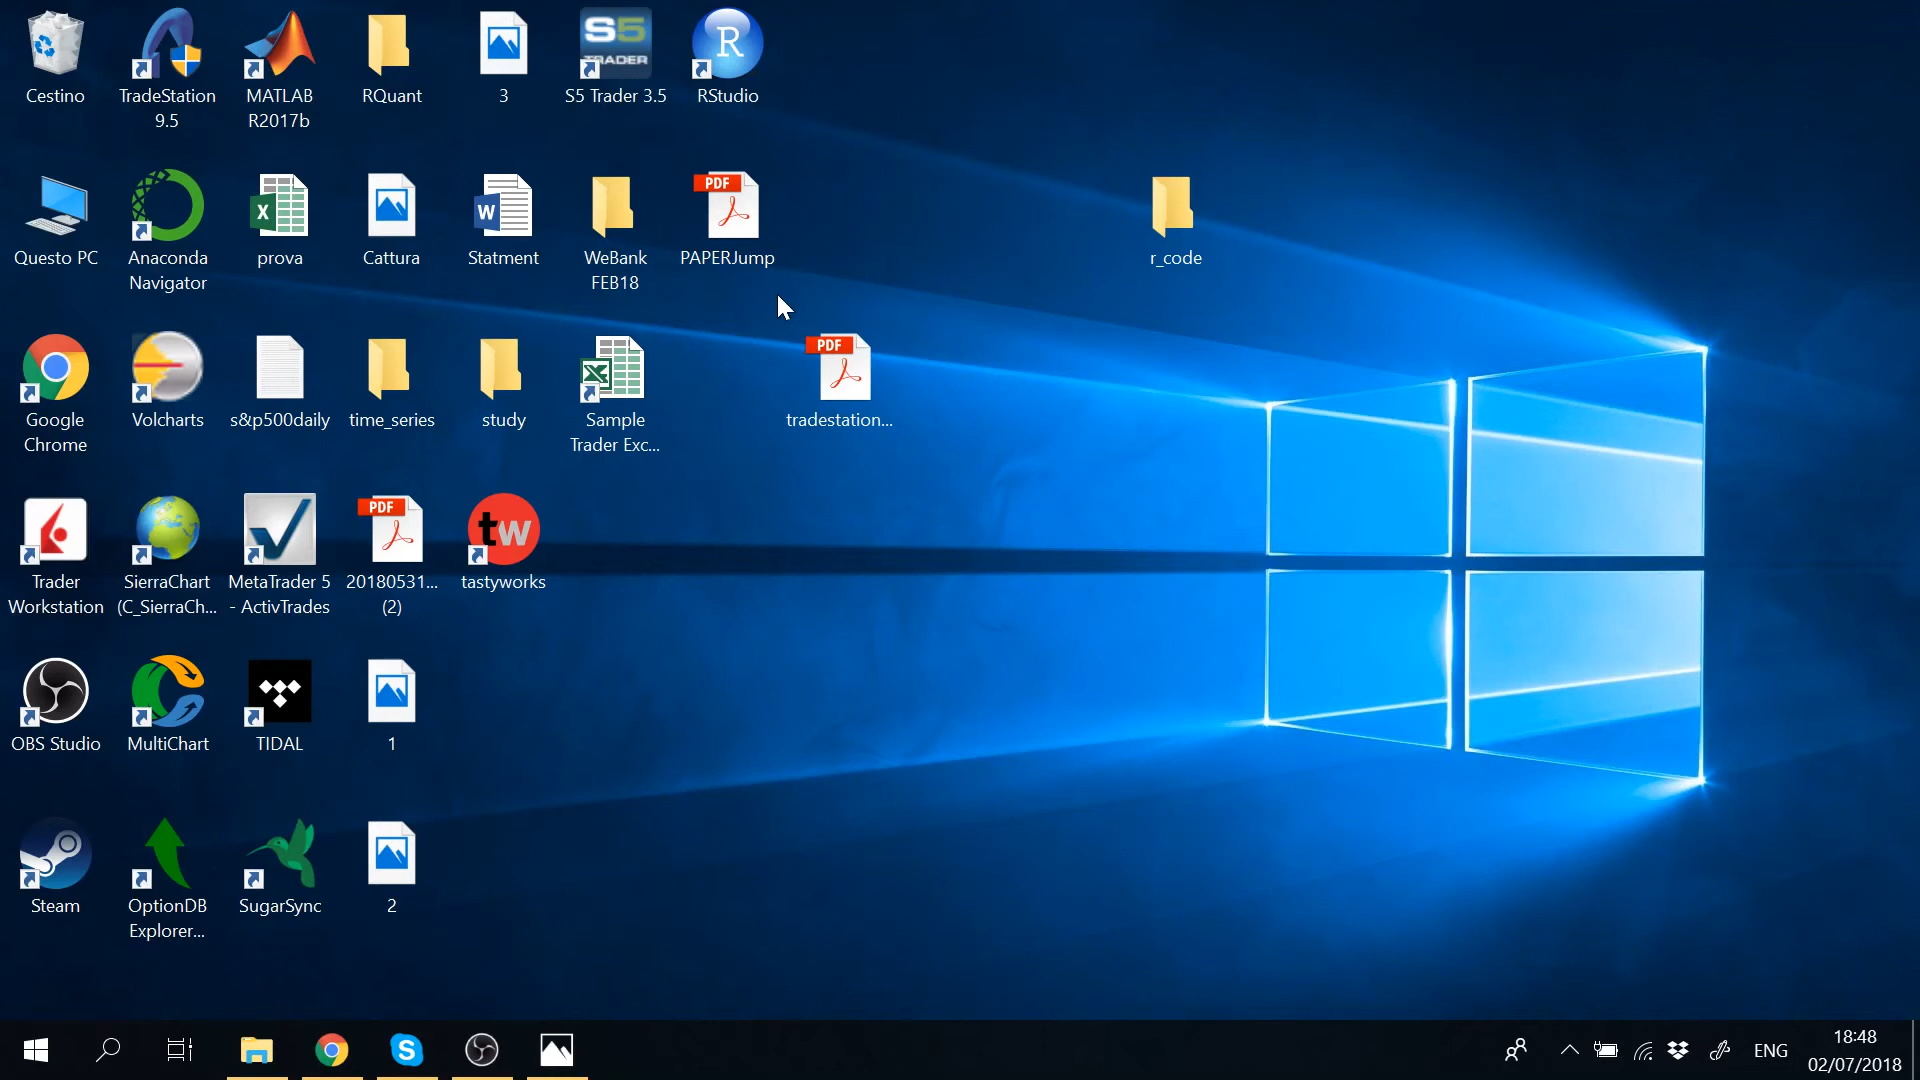 Cestino
TradeStation
9.5
MATLAB
R2017b
RQuant
3
S5
TRADER
S5 Trader 3.5
R
RStudio
Questo PC
Anaconda
Navigator
X
prova
Cattura
W
Statment
WeBank
FEB18
PDF
PAPERJump
r_code
Google
Chrome
Volcharts
s&p500daily
time_series
study
X
Sample
Trader Exc...
PDF
tradestation...
Trader
Workstation
SierraChart
(C_SierraCh...
MetaTrader 5
- ActivTrades
PDF
20180531...
(2)
tw
tastyworks
OBS Studio
MultiChart
TIDAL
1
Steam
OptionDB
Explorer...
SugarSync
2
S
ENG
18:48
02/07/2018